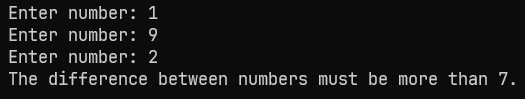 Enter number: 1
Enter number: 9
Enter number: 2
The difference between numbers must be more than 7.